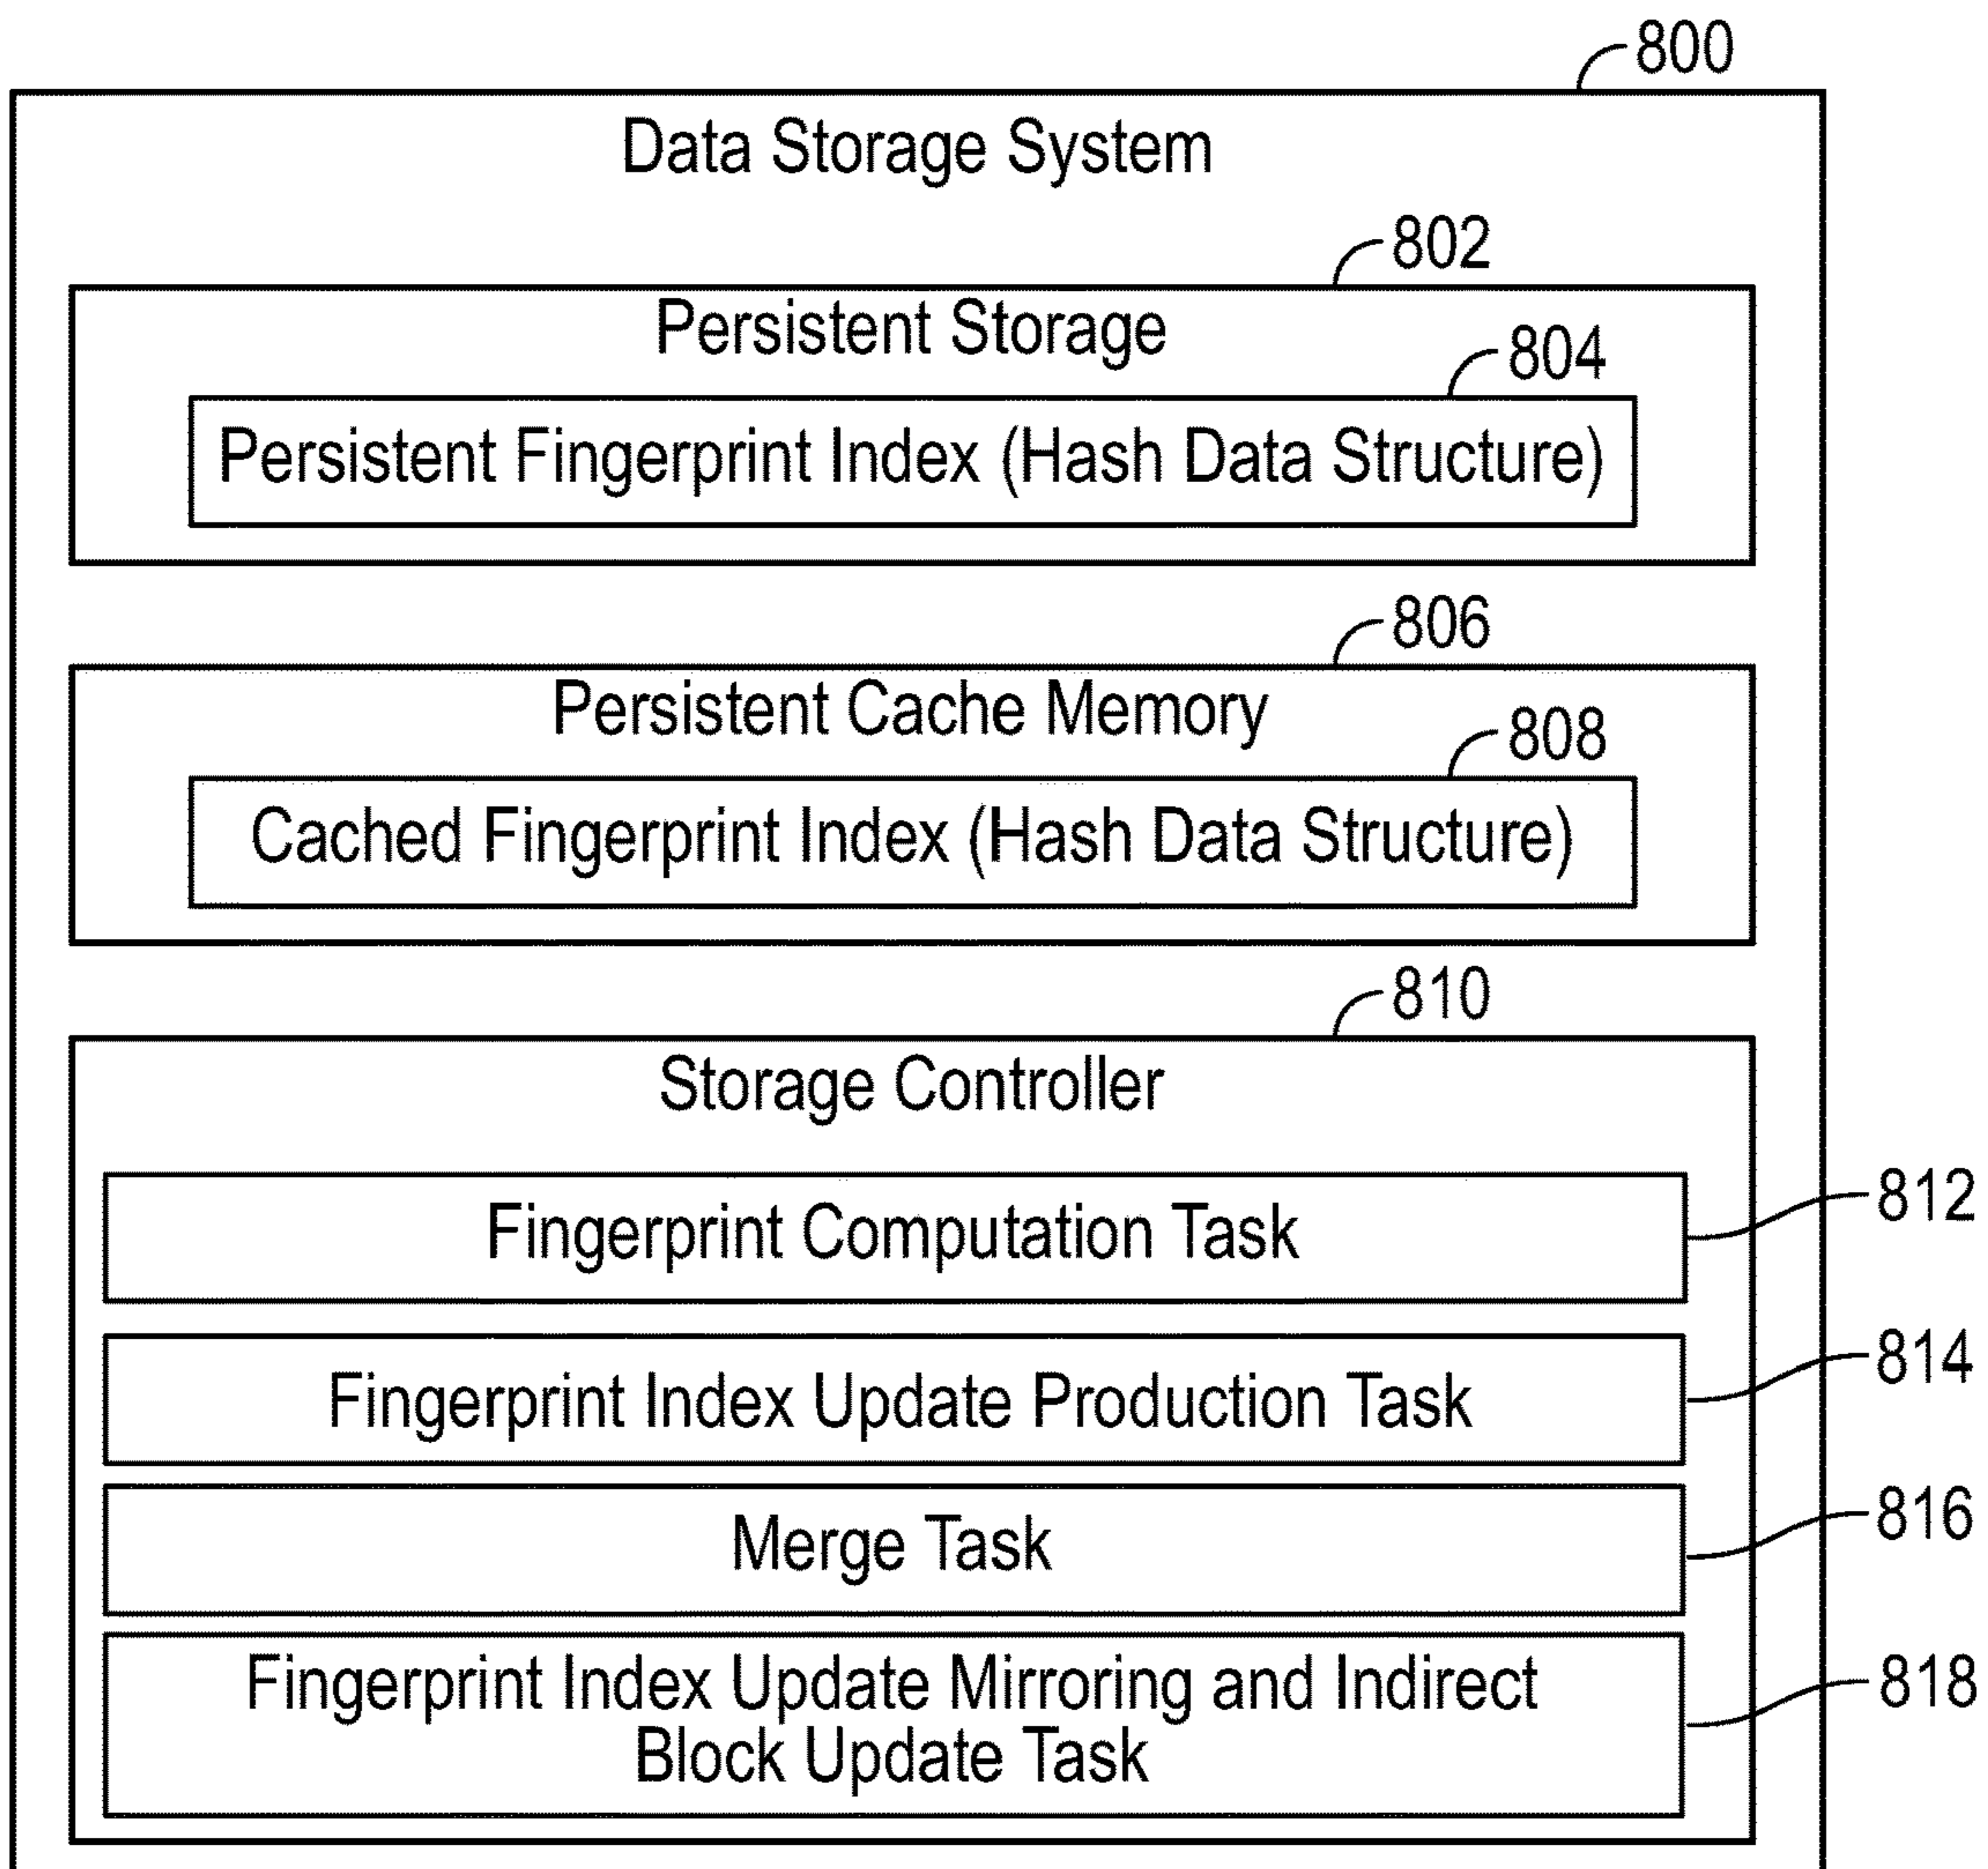 800
Data Storage System
802
Persistent Storage
804
Persistent Fingerprint Index (Hash Data Structure)
806
Persistent Cache Memory
808
Cached Fingerprint Index (Hash Data Structure)
810
Storage Controller
812
Fingerprint Computation Task
814
Fingerprint Index Update Production Task
816
Merge Task
818
Fingerprint Index Update Mirroring and Indirect
Block Update Task